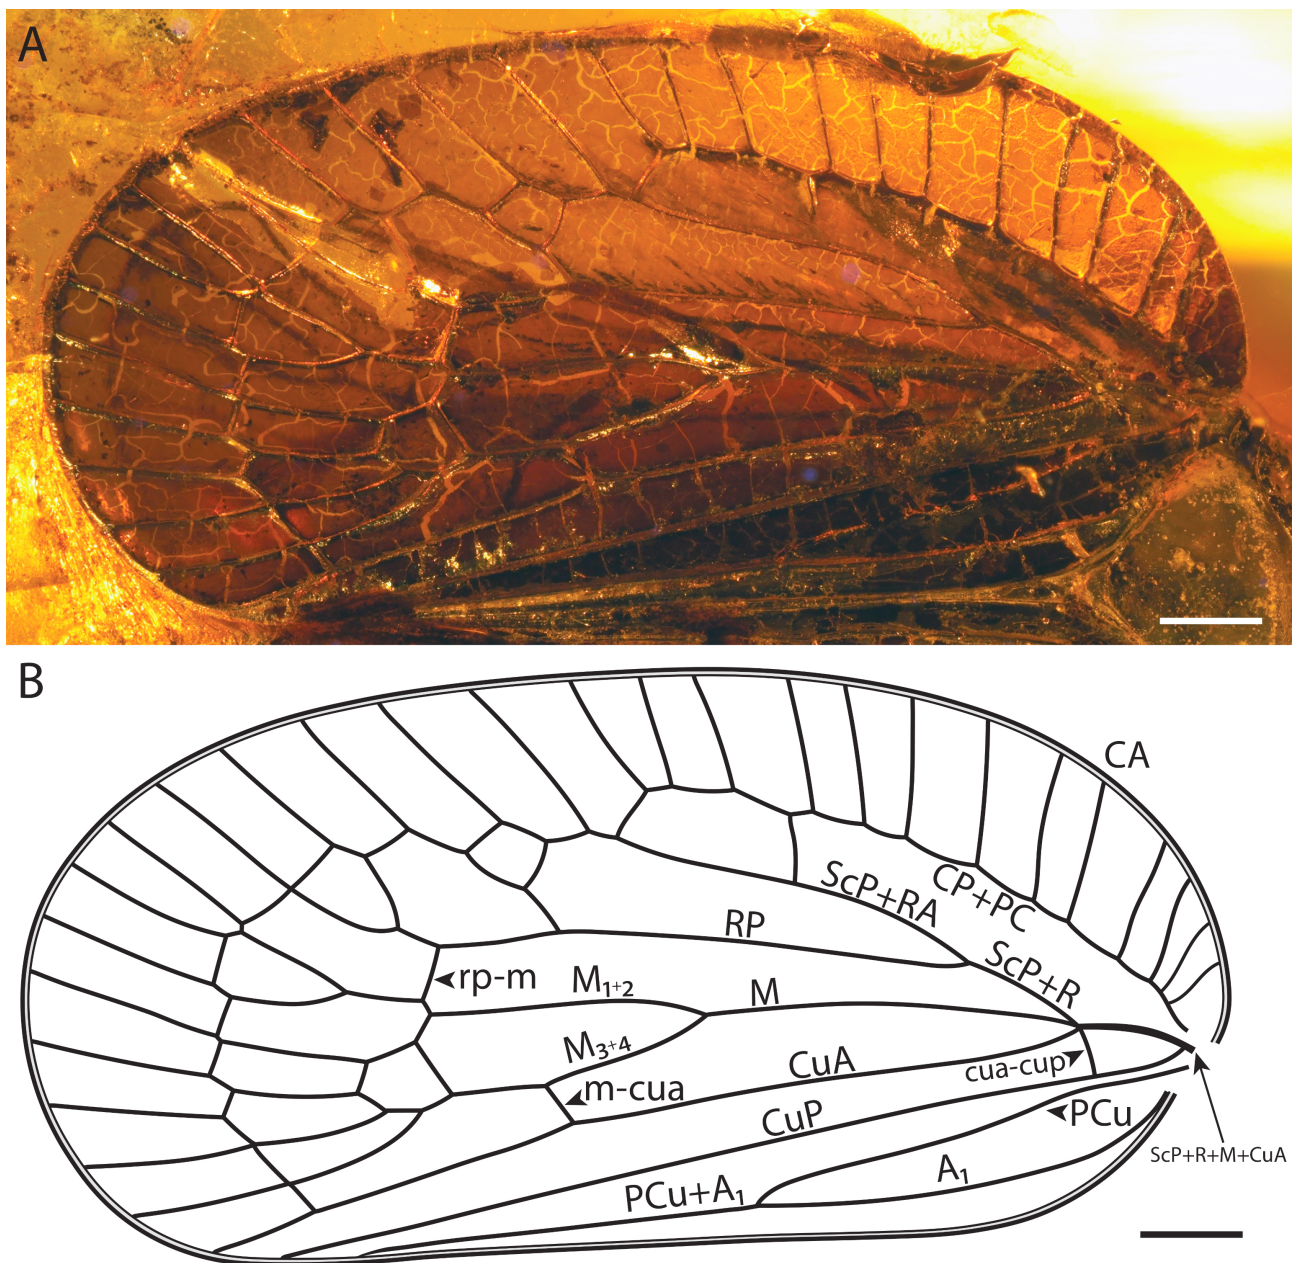 A
B
CA
CP+PC
ScP+RA
ScP+R
RP
rp-m
M₁₊₂
M
M₃₊₄
CuA
cua-cup
m-cua
CuP
PCu
ScP+R+M+CuA
A₁
PCu+A₁